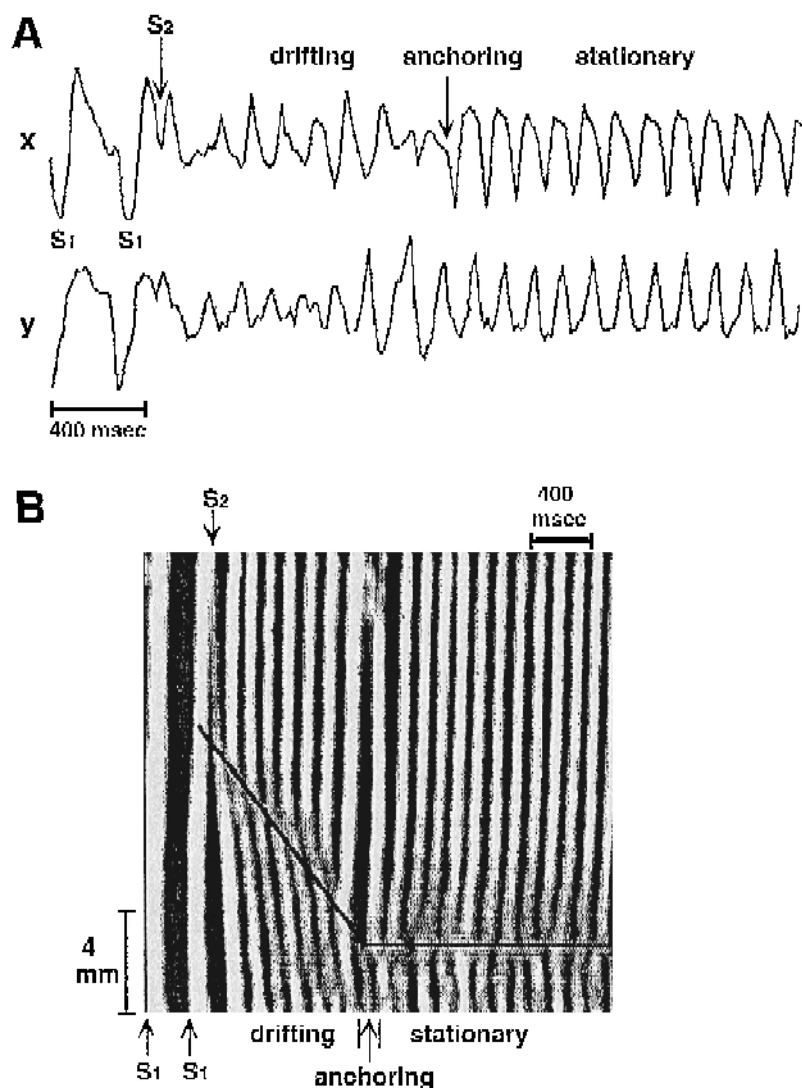 A
S2
drifting anchoring stationary
x
S1 S1
y
400 msec
B
S2
400
msec
4
mm
drifting stationary
S1 S1 anchoring